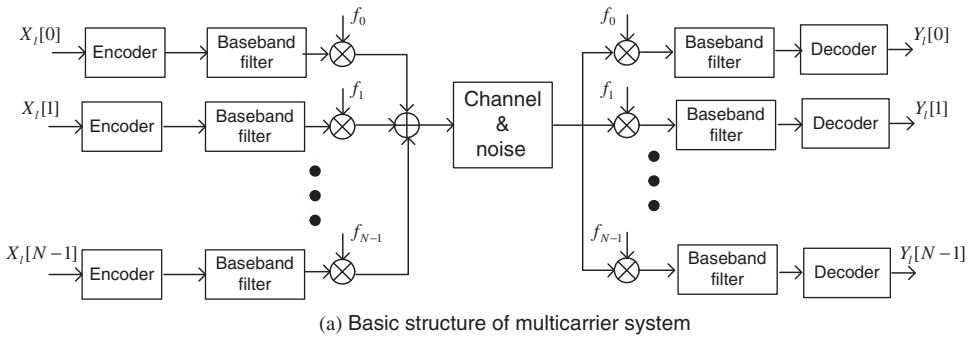 X_l[0]
Encoder
Baseband
filter
f_0
f_0
Baseband
filter
Decoder
Y_l[0]
X_l[1]
Encoder
Baseband
filter
f_1
Channel
&
noise
f_1
Baseband
filter
Decoder
Y_l[1]
X_l[N−1]
Encoder
Baseband
filter
f_{N−1}
f_{N−1}
Baseband
filter
Decoder
Y_l[N−1]
(a) Basic structure of multicarrier system